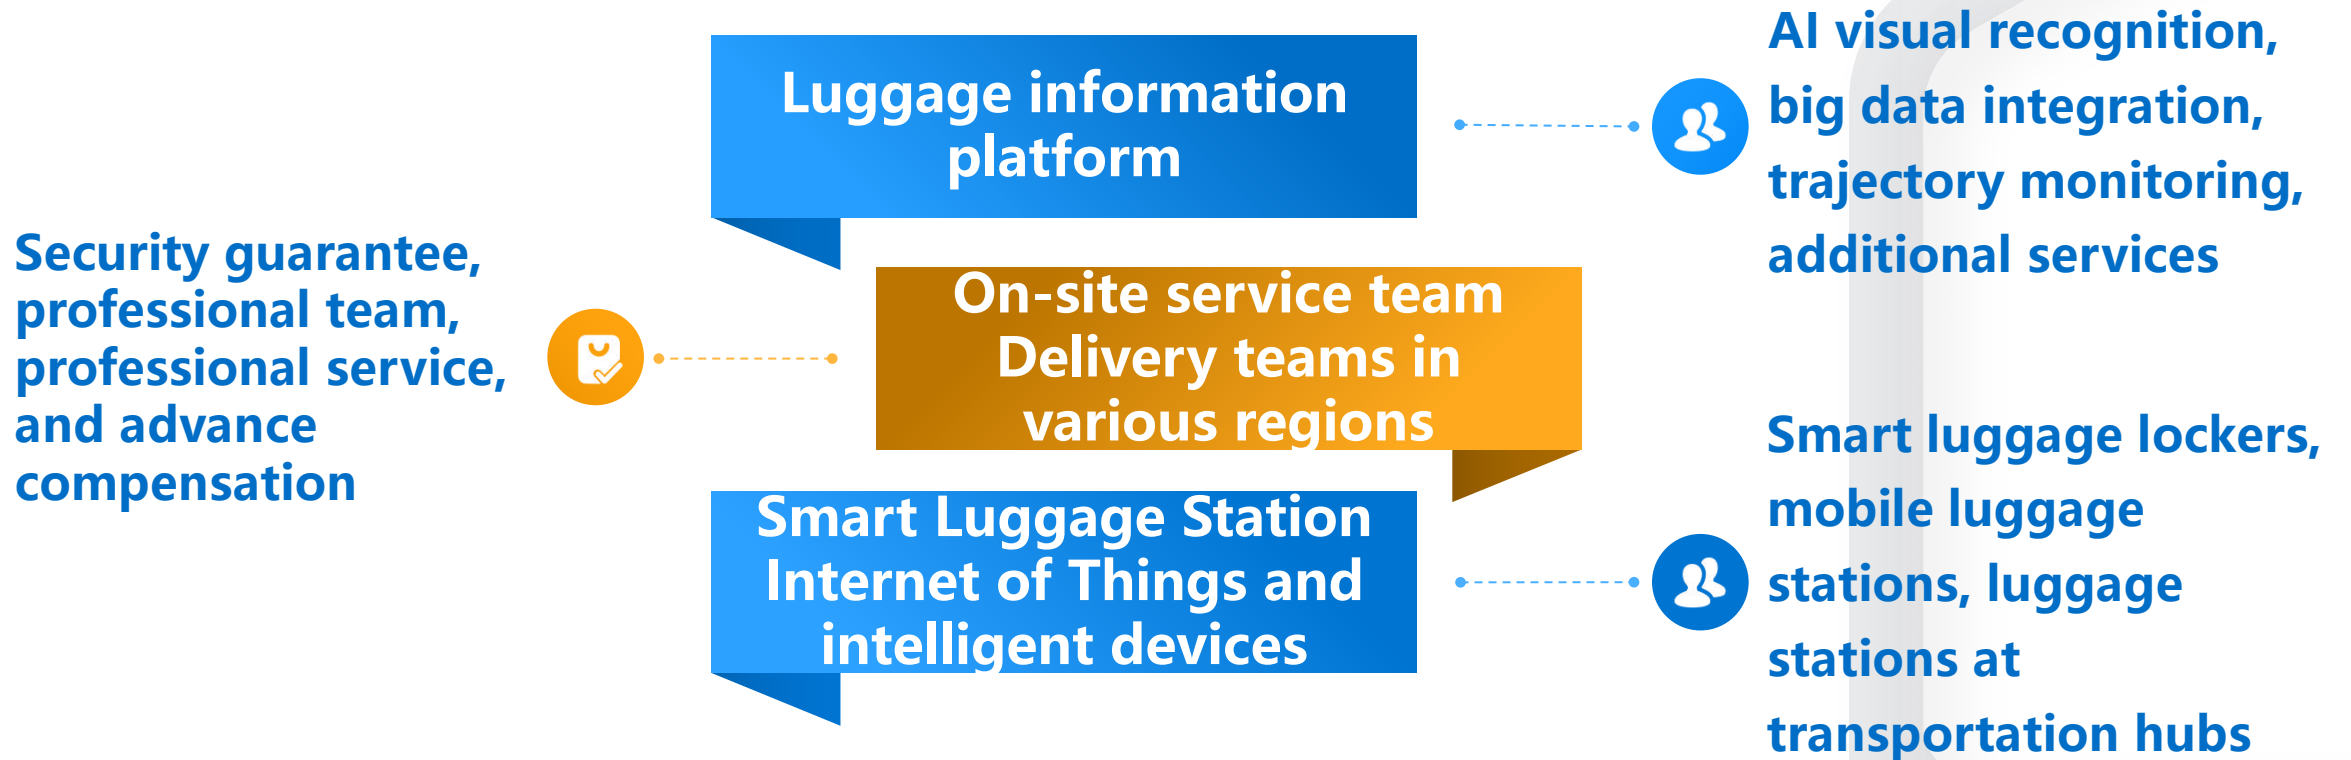 Luggage information
platform
AI visual recognition,
big data integration,
trajectory monitoring,
additional services
Security guarantee,
professional team,
professional service,
and advance
compensation
On-site service team
Delivery teams in
various regions
Smart Luggage Station
Internet of Things and
intelligent devices
Smart luggage lockers,
mobile luggage
stations, luggage
stations at
transportation hubs